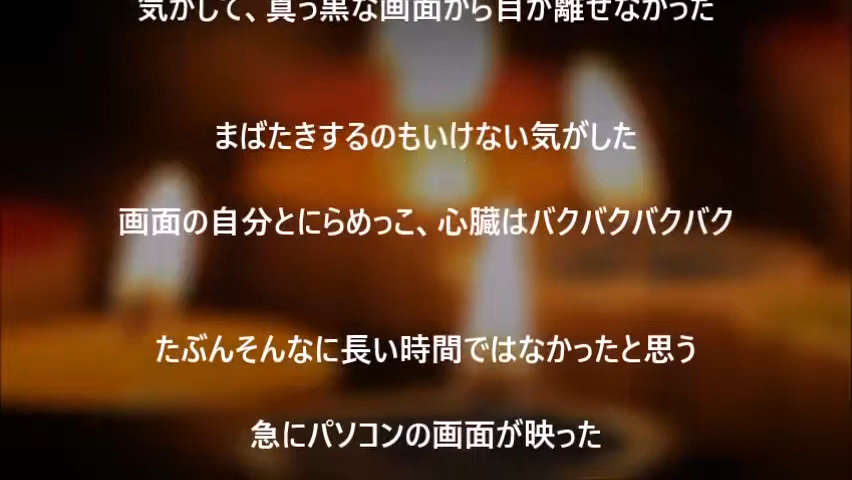 気がして、真っ黒な画面から目が離せなかった
まばたきするのもいけない気がした
画面の自分とにらめっこ、心臓はバクバクバクバク
たぶんそんなに長い時間ではなかったと思う
急にパソコンの画面が映った